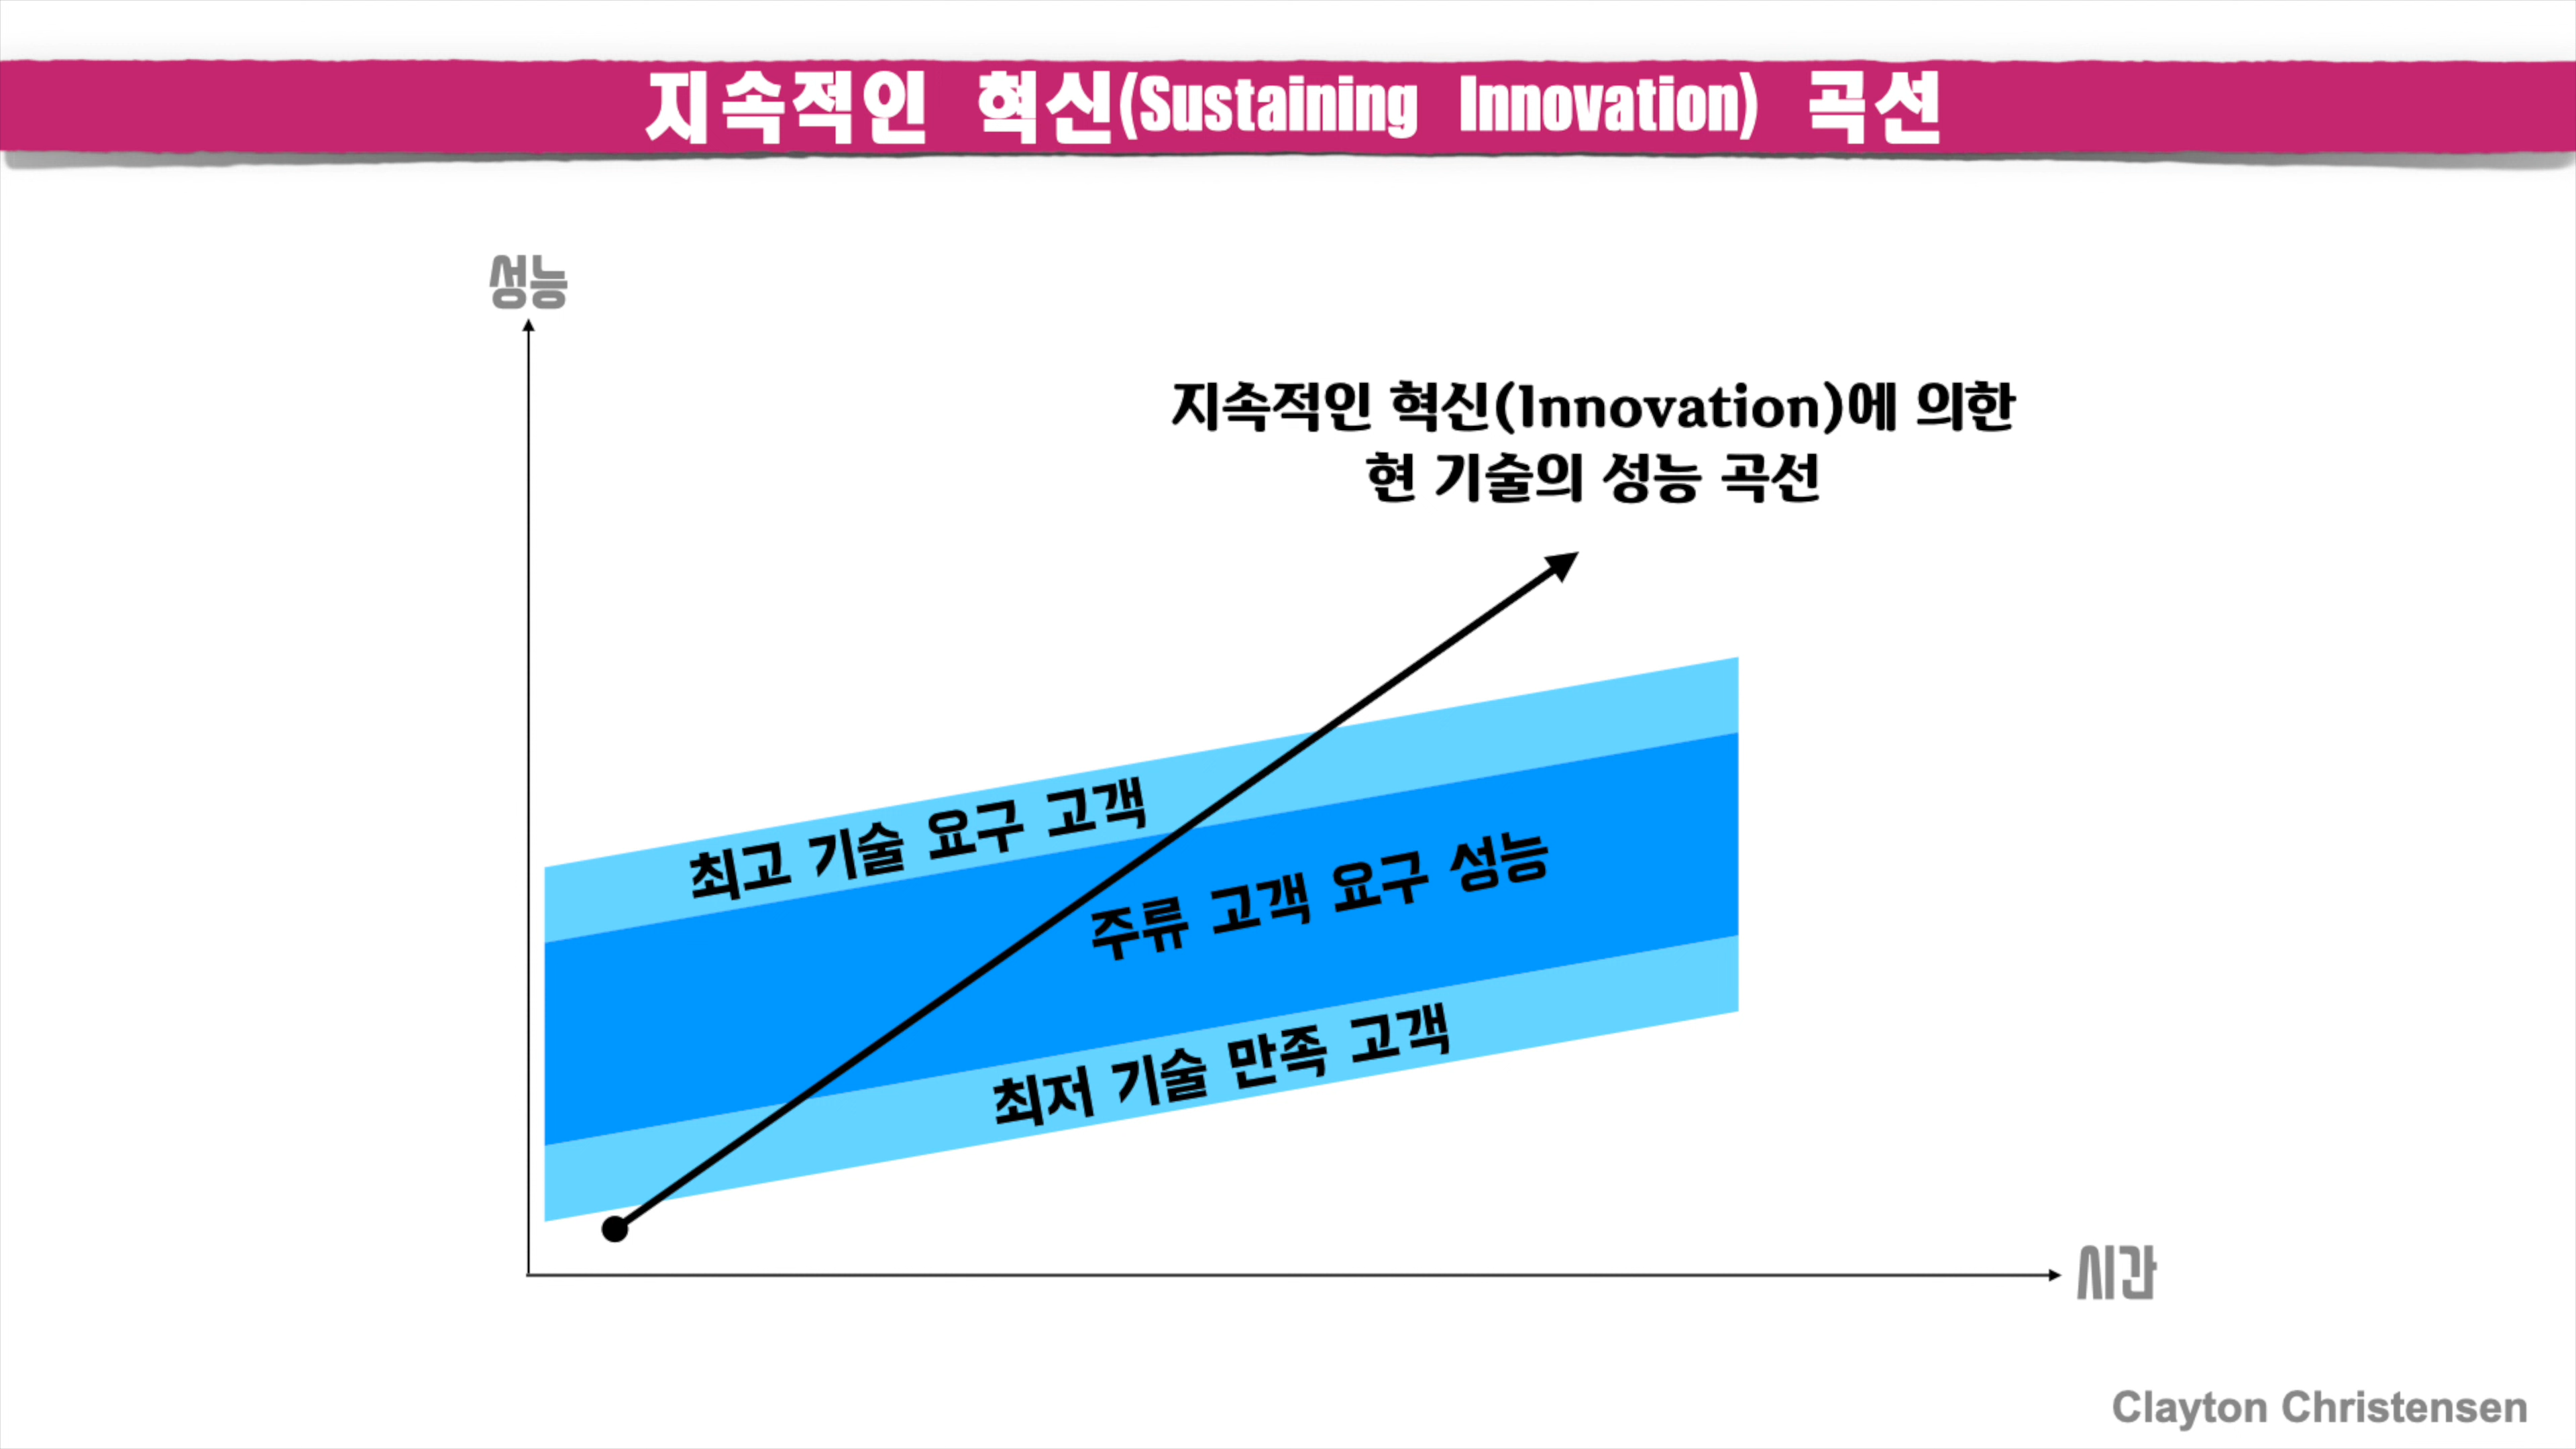 지속적인 혁신(Sustaining Innovation) 곡선
성능
지속적인 혁신(Innovation)에 의한
현 기술의 성능 곡선
최고 기술 요구 고객
주류 고객 요구 성능
최저 기술 만족 고객
시간
Clayton Christensen